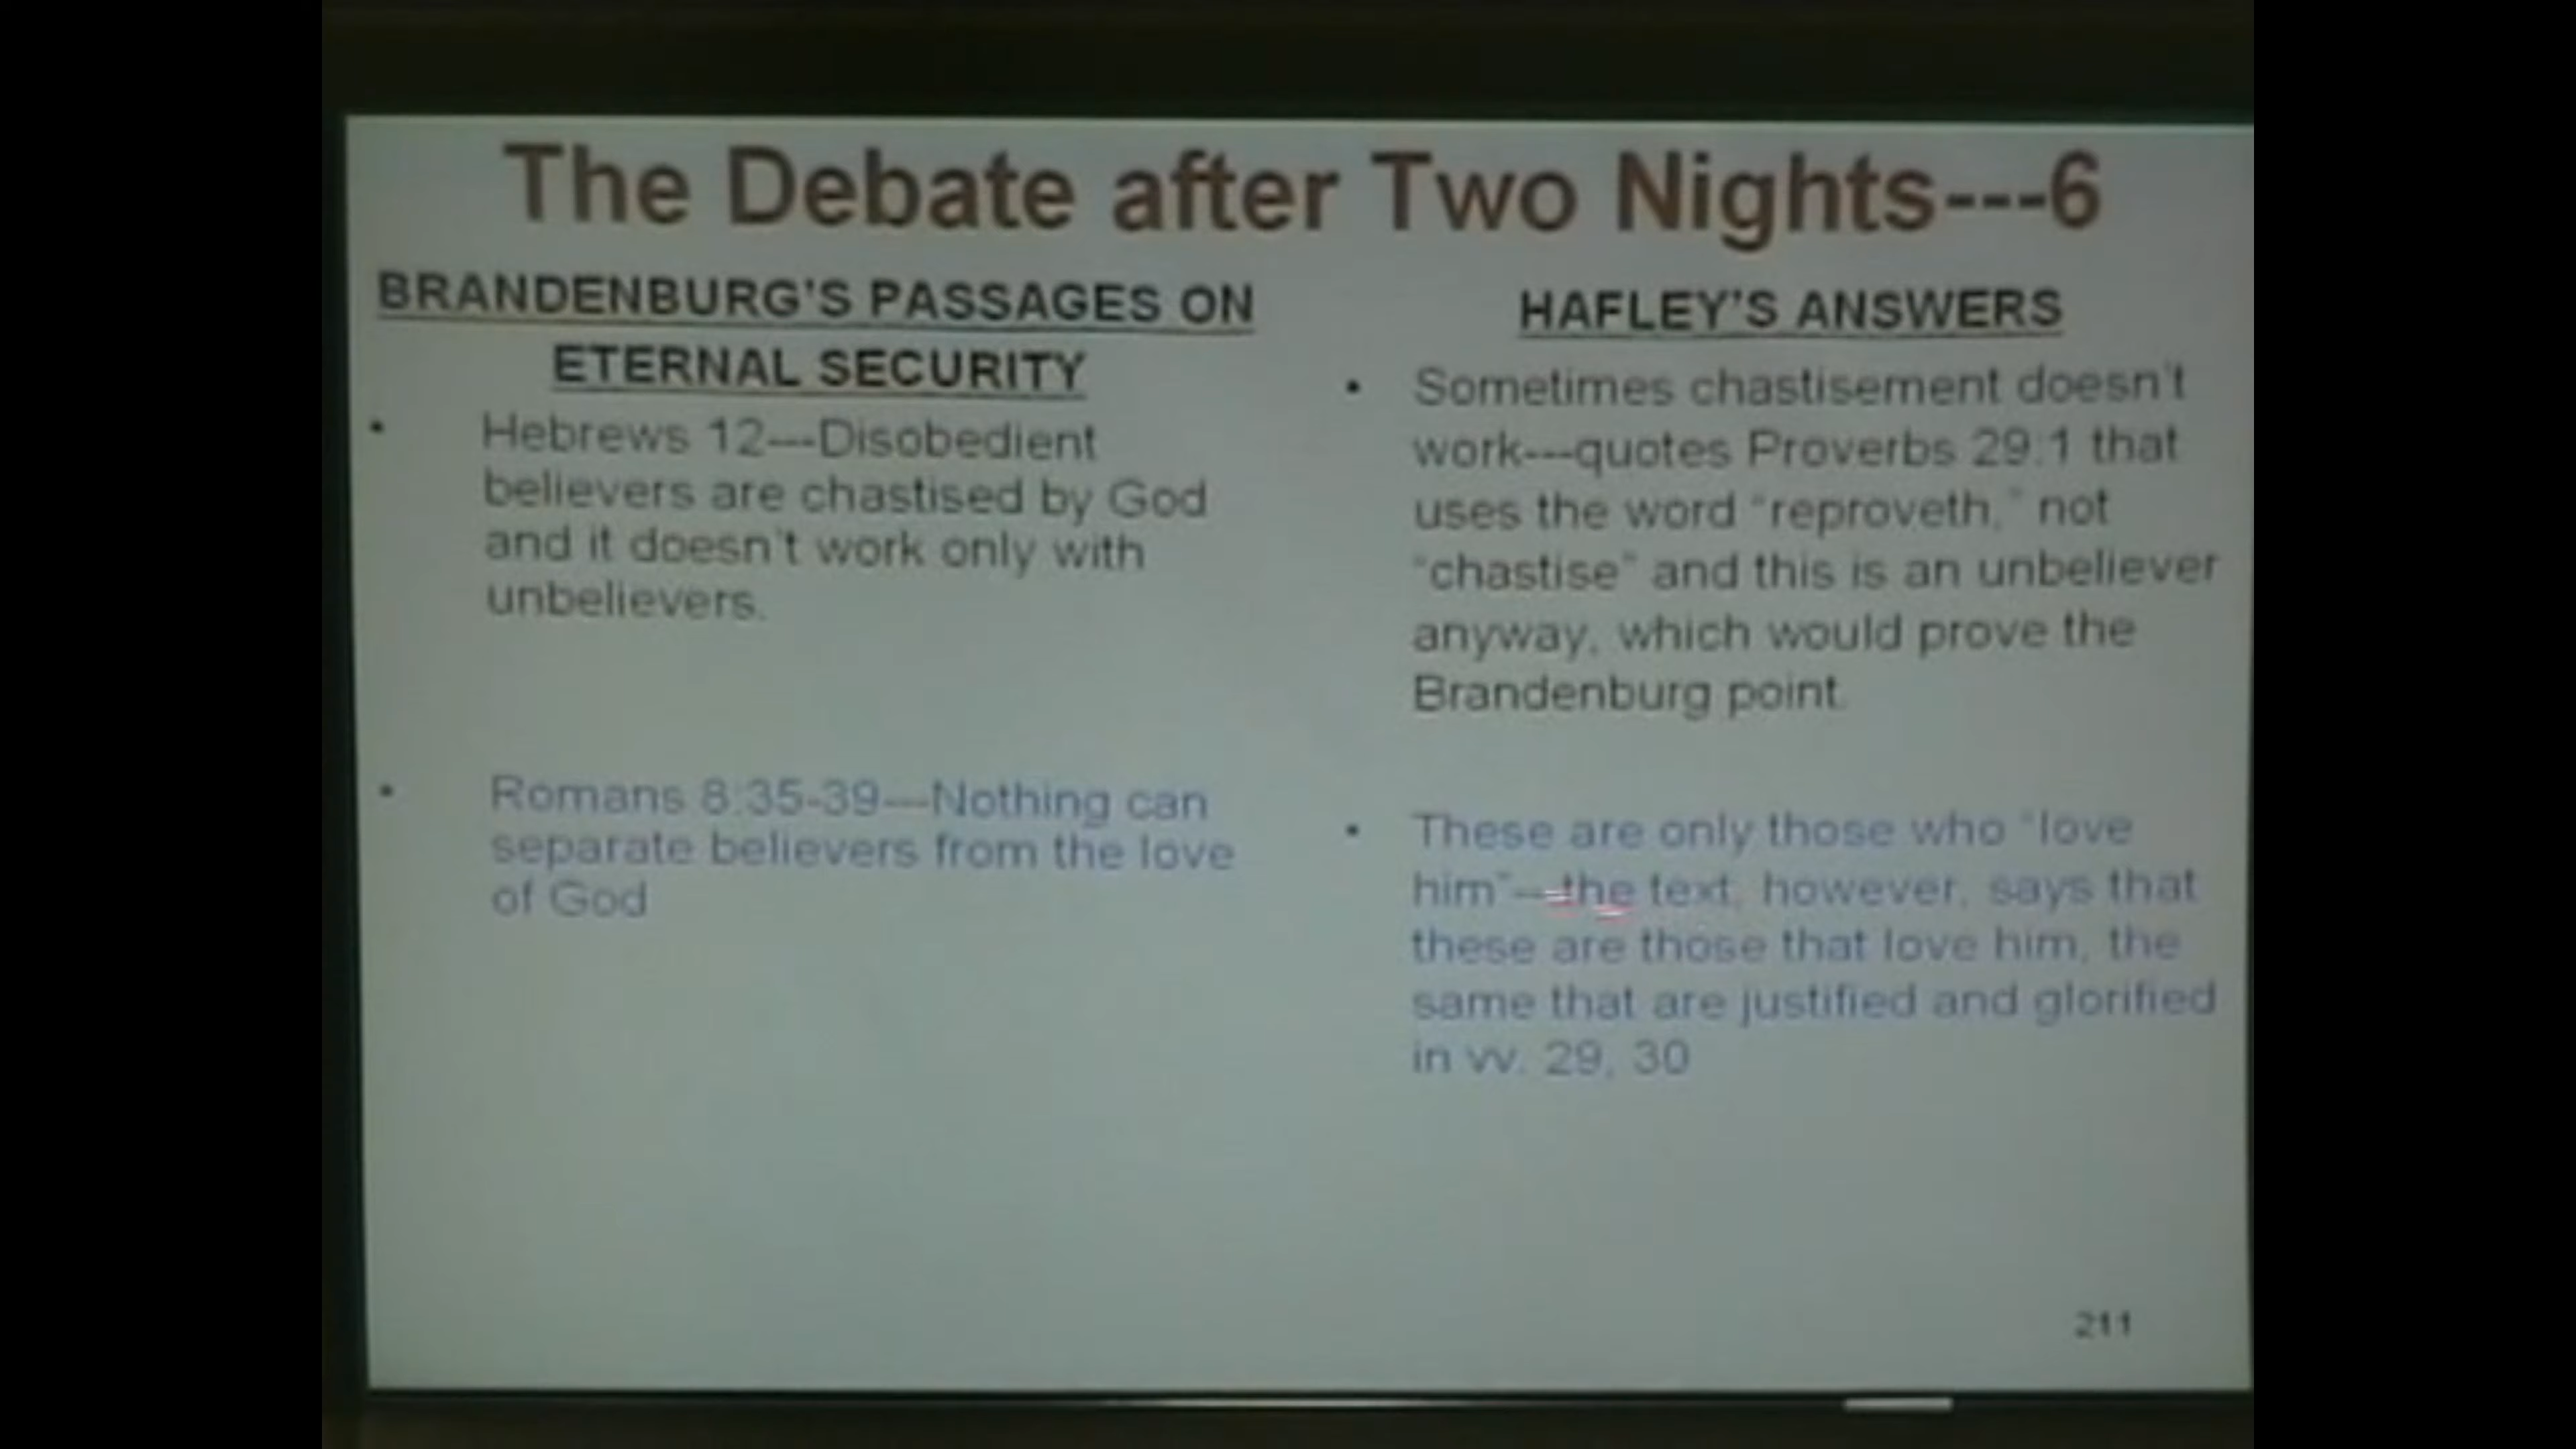 The Debate after Two Nights---6
BRANDENBURG'S PASSAGES ON
ETERNAL SECURITY
• Hebrews 12---Disobedient
believers are chastised by God
and it doesn't work only with
unbelievers.
• Romans 8:35-39---Nothing can
separate believers from the love
of God
HAFLEY'S ANSWERS
• Sometimes chastisement doesn't
work---quotes Proverbs 29:1 that
uses the word "reproveth," not
"chastise" and this is an unbeliever
anyway, which would prove the
Brandenburg point.
• These are only those who "love
him"---the text, however, says that
these are those that love him, the
same that are justified and glorified
in vv. 29, 30
211